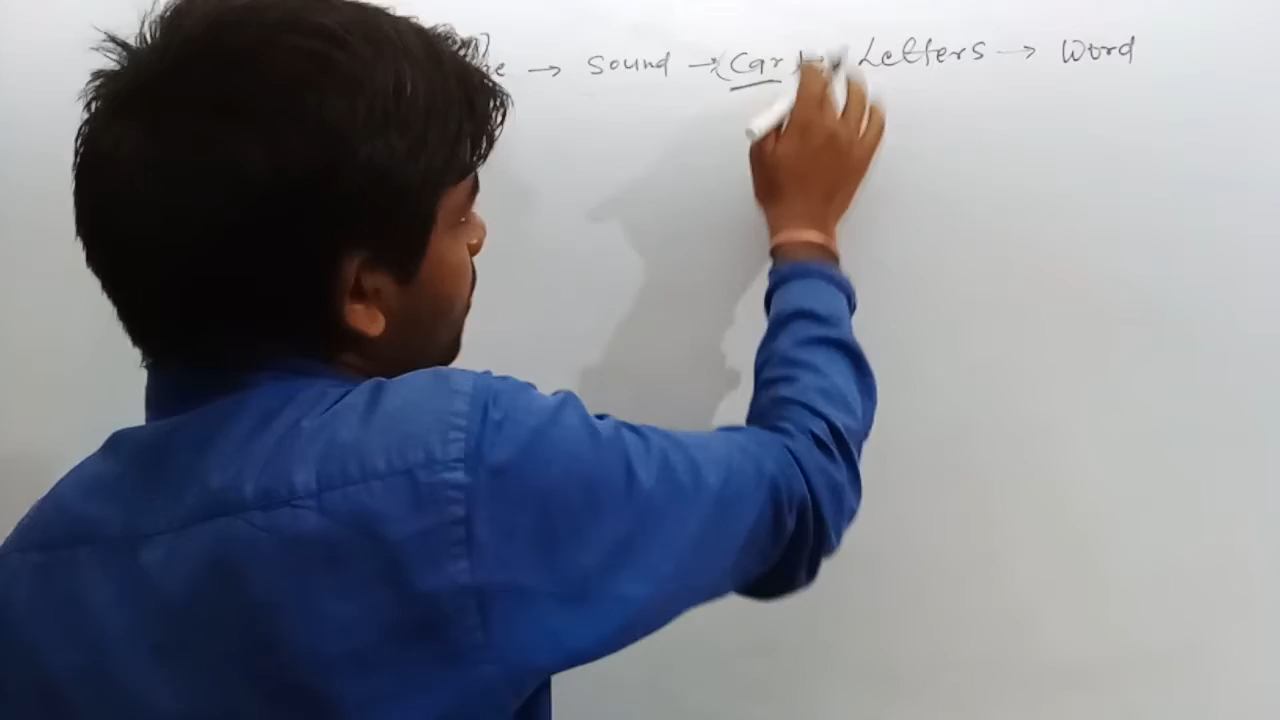 → Sound → (Car) → Letters → Word